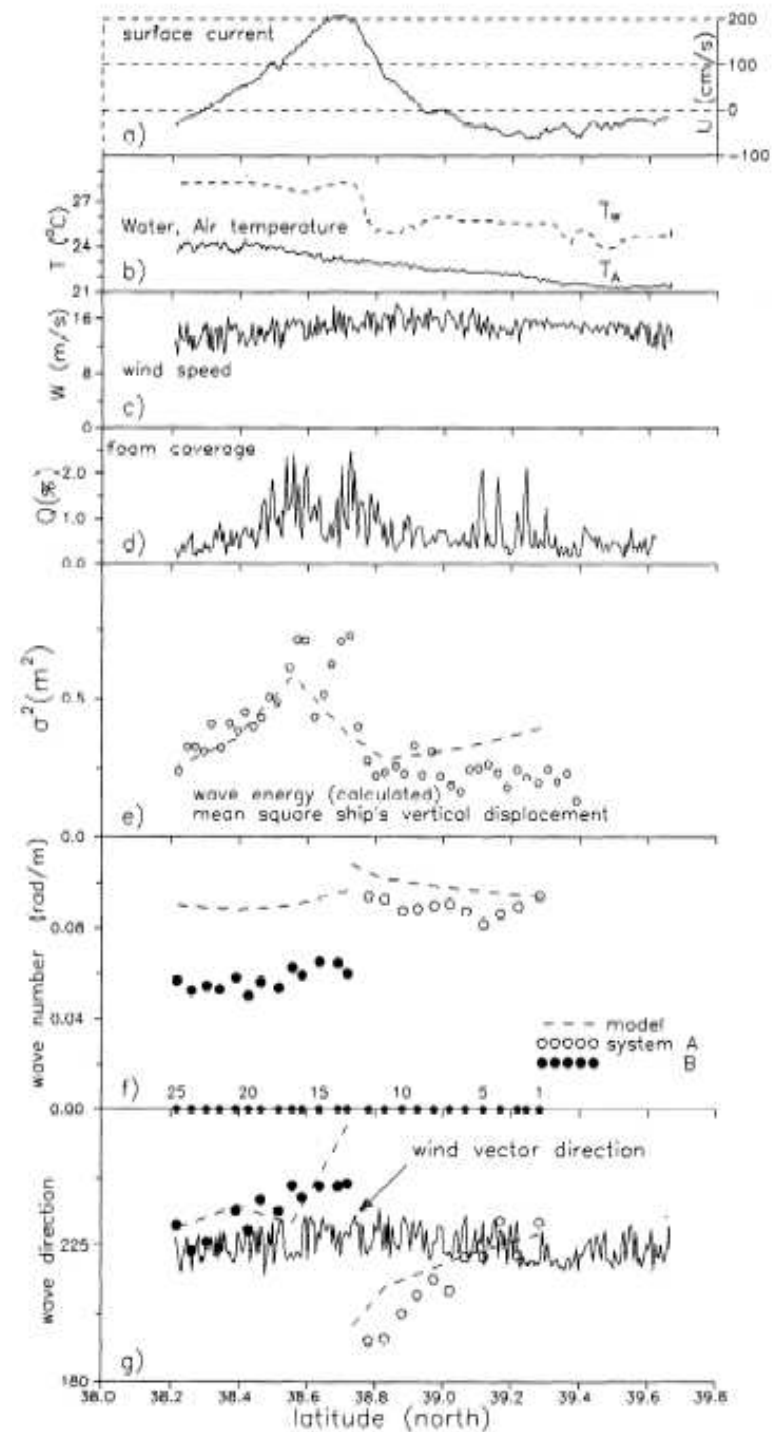 surface current
200
100
0
-100
U (cm/s)
a)
27
24
21
T (°C)
Water, Air temperature
Tw
TA
b)
16
8
0
W (m/s)
wind speed
c)
foam coverage
2.0
1.0
0.0
Q(%)
d)
0.5
0.0
σ²(m²)
wave energy (calculated)
mean square ship's vertical displacement
e)
0.08
0.04
0.00
wave number (rad/m)
model
system A
B
f)
25 20 15 10 5 1
wind vector direction
225
180
wave direction
g)
38.0 38.2 38.4 38.6 38.8 39.0 39.2 39.4 39.6 39.8
latitude (north)